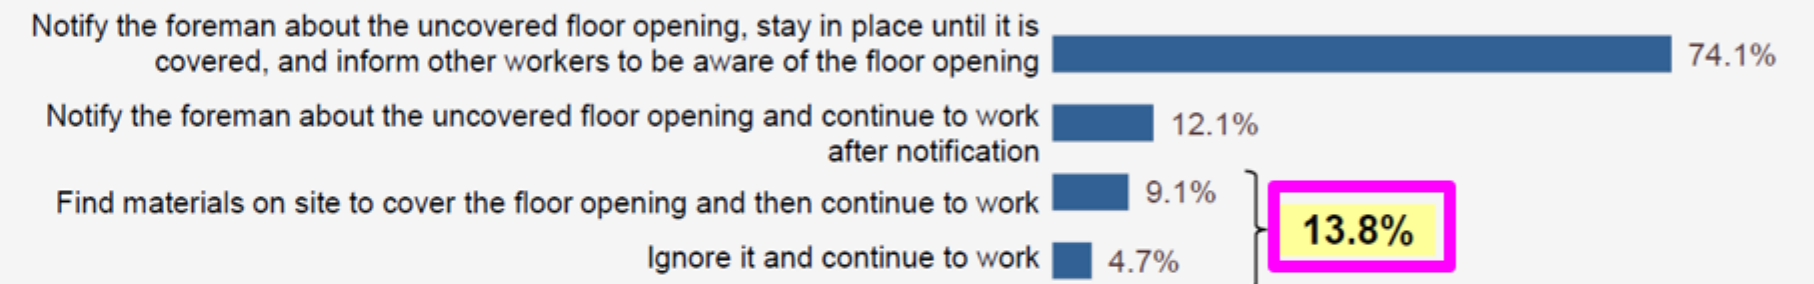 Notify the foreman about the uncovered floor opening, stay in place until it is
covered, and inform other workers to be aware of the floor opening
74.1%
Notify the foreman about the uncovered floor opening and continue to work
after notification
12.1%
Find materials on site to cover the floor opening and then continue to work
9.1%
Ignore it and continue to work
4.7%
13.8%